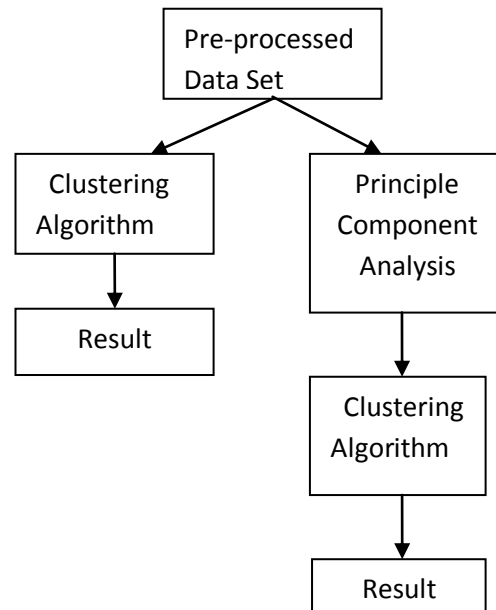 Pre-processed
Data Set
Clustering
Algorithm
Result
Principle
Component
Analysis
Clustering
Algorithm
Result